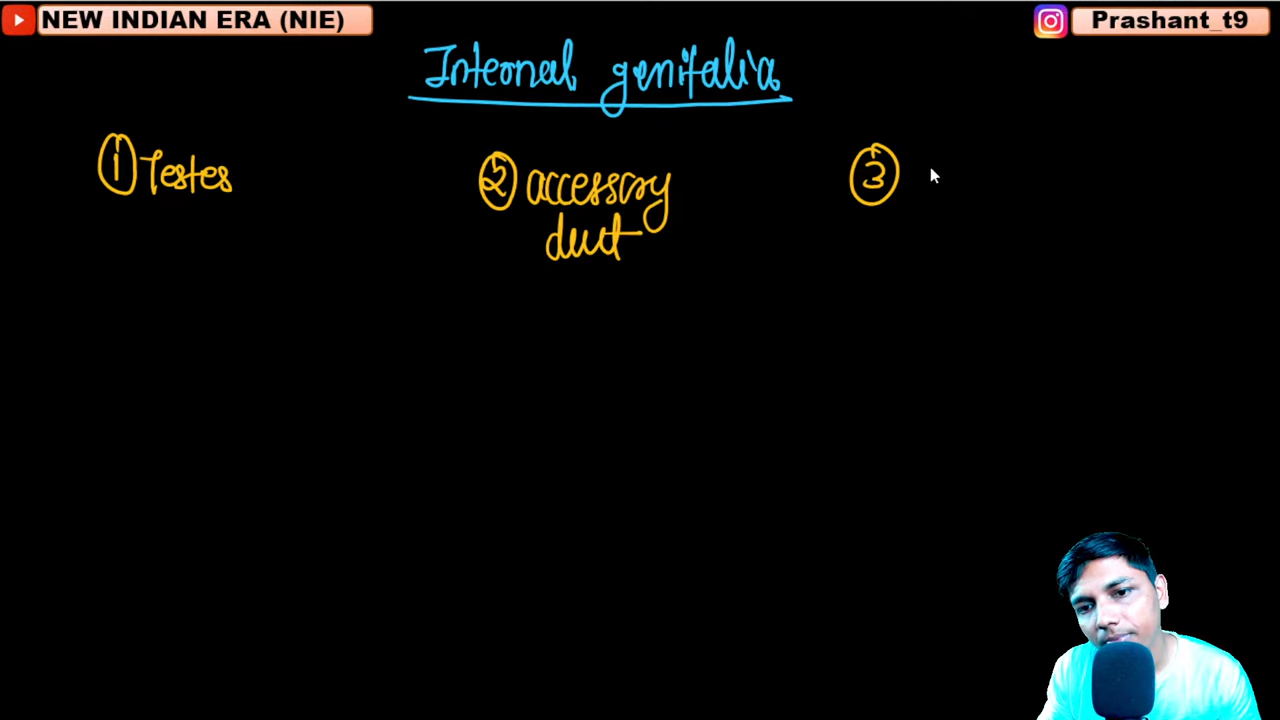 NEW INDIAN ERA (NIE)
Prashant_t9
Internal genitalia
1 Testes
2 accessory
duct
3